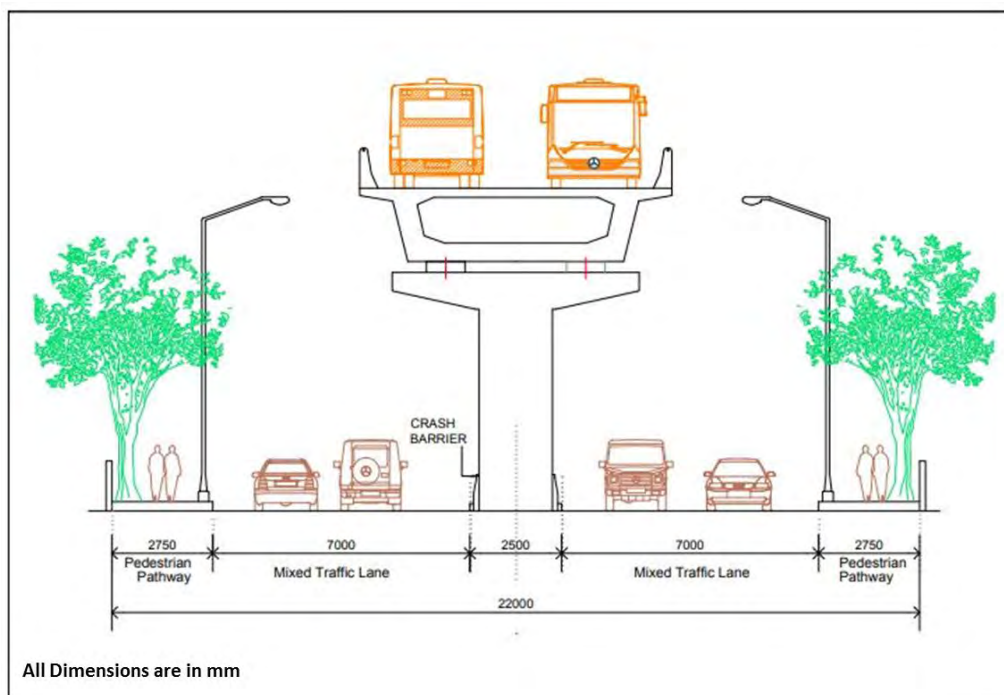 CRASH
BARRIER
2750
7000
2500
7000
2750
Pedestrian
Pathway
Mixed Traffic Lane
Mixed Traffic Lane
Pedestrian
Pathway
22000
All Dimensions are in mm